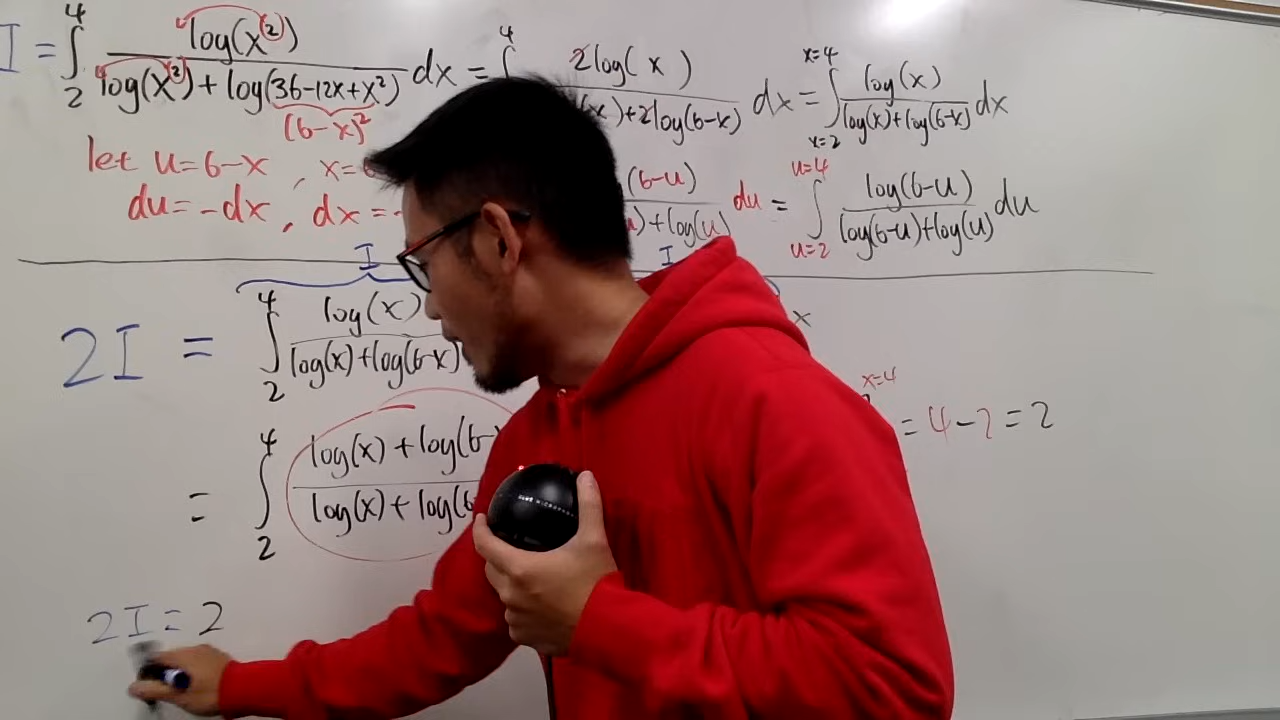 I = ∫₂⁴ log(x²) / (log(x²) + log(36-12x+x²)) dx = ∫⁴ 2log(x) / (x)+2log(6-x) dx = ∫_{x=2}^{x=4} log(x) / (log(x)+log(6-x)) dx
(6-x)²
let u=6-x , x=
du=-dx , dx=- (6-u) / )+log(u) du = ∫_{u=2}^{u=4} log(6-u) / (log(6-u)+log(u)) du
I I
2I = ∫₂⁴ log(x) / (log(x)+log(6-x) x
= ∫₂⁴ log(x) + log(6- / log(x) + log(6 x=4 = 4-2 = 2
2I = 2